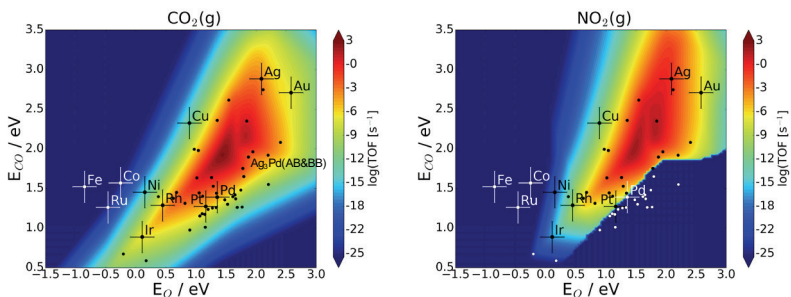 CO₂(g)
NO₂(g)
3.5
3.0
2.5
2.0
1.5
1.0
0.5
E_CO / eV
Ag
Au
Cu
Ag₃Pd(AB&BB)
Fe
Co
Ni
Ru
Rh
Pt
Pd
Ir
-1.5 -1.0 -0.5 0.0 0.5 1.0 1.5 2.0 2.5 3.0
E_O / eV
3
0
-3
-6
-9
-12
-15
-18
-21
-25
log(TOF [s⁻¹])
3.5
3.0
2.5
2.0
1.5
1.0
0.5
E_CO / eV
Ag
Au
Cu
Fe
Co
Ni
Ru
Rh
Pt
Pd
Ir
-1.5 -1.0 -0.5 0.0 0.5 1.0 1.5 2.0 2.5 3.0
E_O / eV
3
0
-3
-6
-9
-12
-15
-18
-21
-25
log(TOF [s⁻¹])